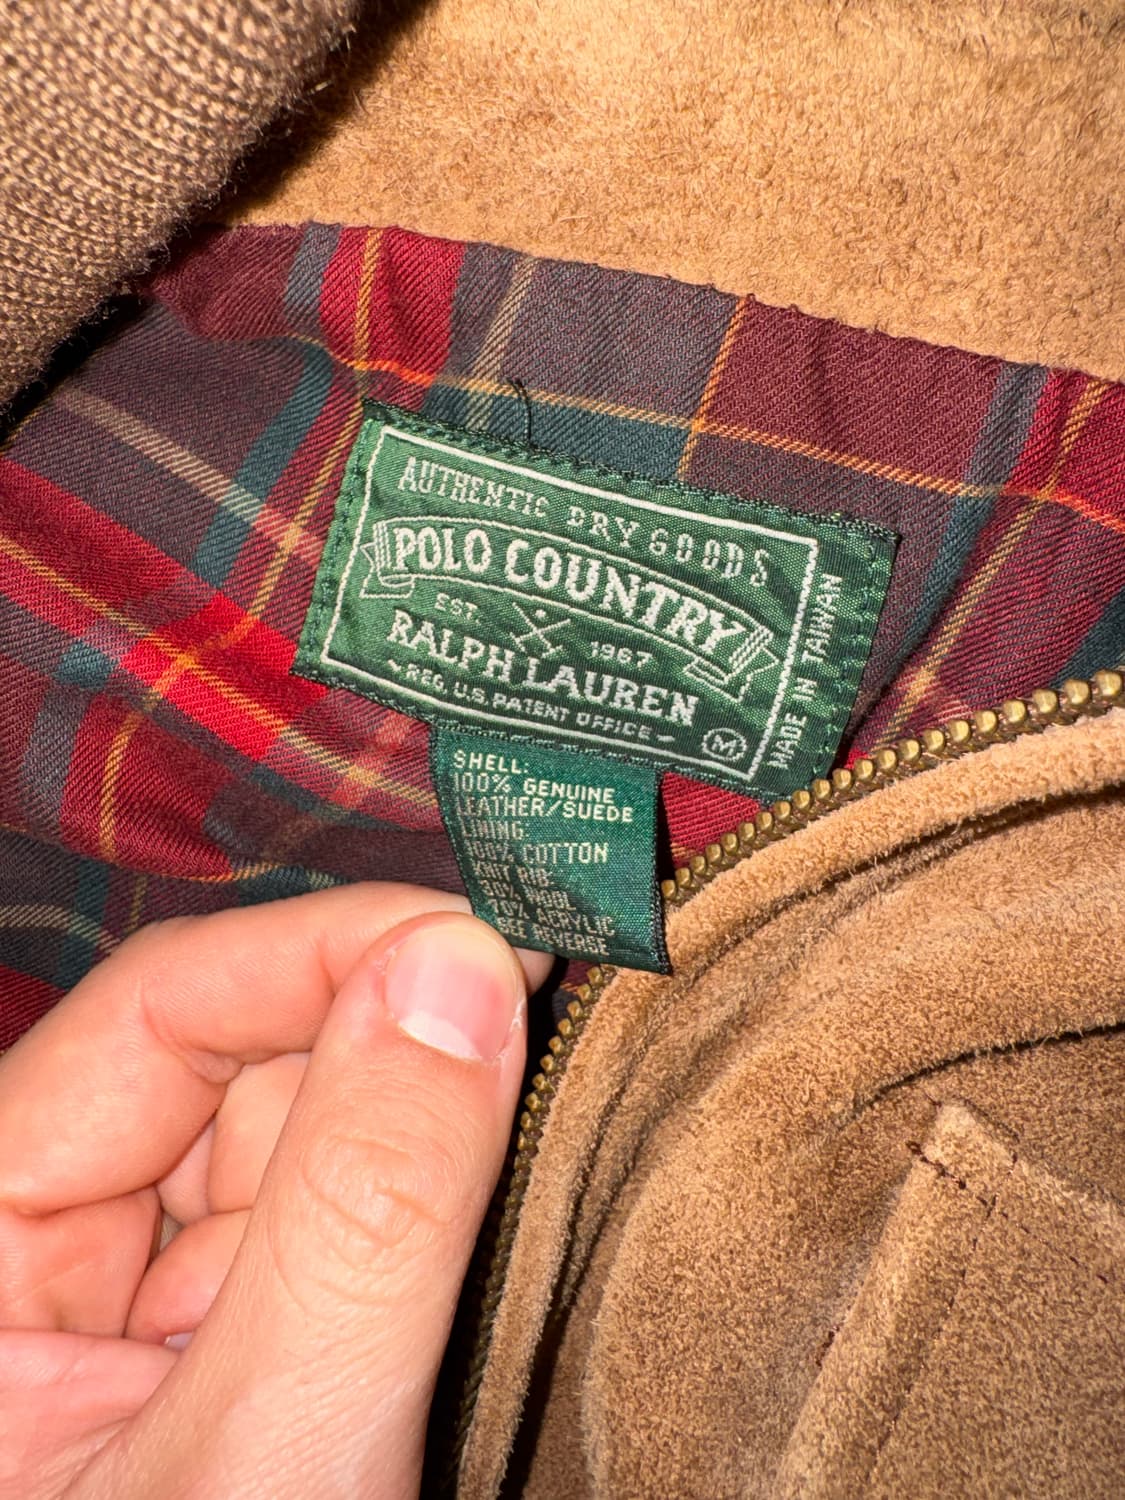 AUTHENTIC DRY GOODS
POLO COUNTRY
EST. 1967
RALPH LAUREN
REG. U.S. PATENT OFFICE
M
MADE IN TAIWAN
SHELL:
100% GENUINE
LEATHER/SUEDE
LINING
100% COTTON
KNIT RIB
30% WOOL
70% ACRYLIC
SEE REVERSE